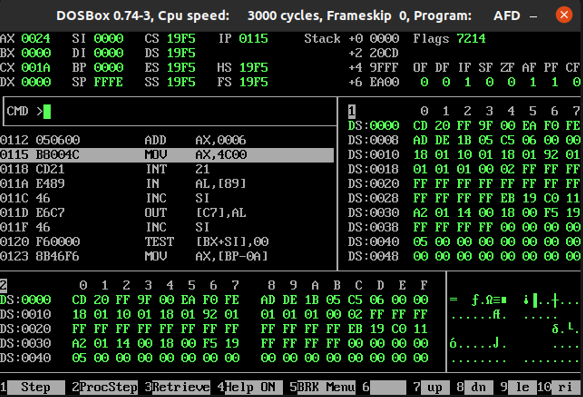 DOSBox 0.74-3, Cpu speed: 3000 cycles, Frameskip 0, Program: AFD
AX 0024 SI 0000 CS 19F5 IP 0115 Stack +0 0000 Flags 7214
BX 0000 DI 0000 DS 19F5 +2 20CD
CX 001A BP 0000 ES 19F5 HS 19F5 +4 9FFF OF DF IF SF ZF AF PF CF
DX 0000 SP FFFE SS 19F5 FS 19F5 +6 EA00 0 0 1 0 0 1 1 0
CMD >
1 0 1 2 3 4 5 6 7
DS:0000 CD 20 FF 9F 00 EA F0 FE
0112 050600 ADD AX,0006 DS:0008 AD DE 1B 05 C5 06 00 00
0115 B8004C MOV AX,4C00 DS:0010 18 01 10 01 18 01 92 01
0118 CD21 INT 21 DS:0018 01 01 01 00 02 FF FF FF
011A E489 IN AL,[89] DS:0020 FF FF FF FF FF FF FF FF
011C 46 INC SI DS:0028 FF FF FF FF EB 19 C0 11
011D E6C7 OUT [C7],AL DS:0030 A2 01 14 00 18 00 F5 19
011F 46 INC SI DS:0038 FF FF FF FF 00 00 00 00
0120 F60000 TEST [BX+SI],00 DS:0040 05 00 00 00 00 00 00 00
0123 8B46F6 MOV AX,[BP-0A] DS:0048 00 00 00 00 00 00 00 00
2 0 1 2 3 4 5 6 7 8 9 A B C D E F
DS:0000 CD 20 FF 9F 00 EA F0 FE AD DE 1B 05 C5 06 00 00
DS:0010 18 01 10 01 18 01 92 01 01 01 01 00 02 FF FF FF
DS:0020 FF FF FF FF FF FF FF FF FF FF FF FF EB 19 C0 11
DS:0030 A2 01 14 00 18 00 F5 19 FF FF FF FF 00 00 00 00
DS:0040 05 00 00 00 00 00 00 00 00 00 00 00 00 00 00 00
1 Step 2 ProcStep 3 Retrieve 4 Help ON 5 BRK Menu 6 7 up 8 dn 9 le 10 ri